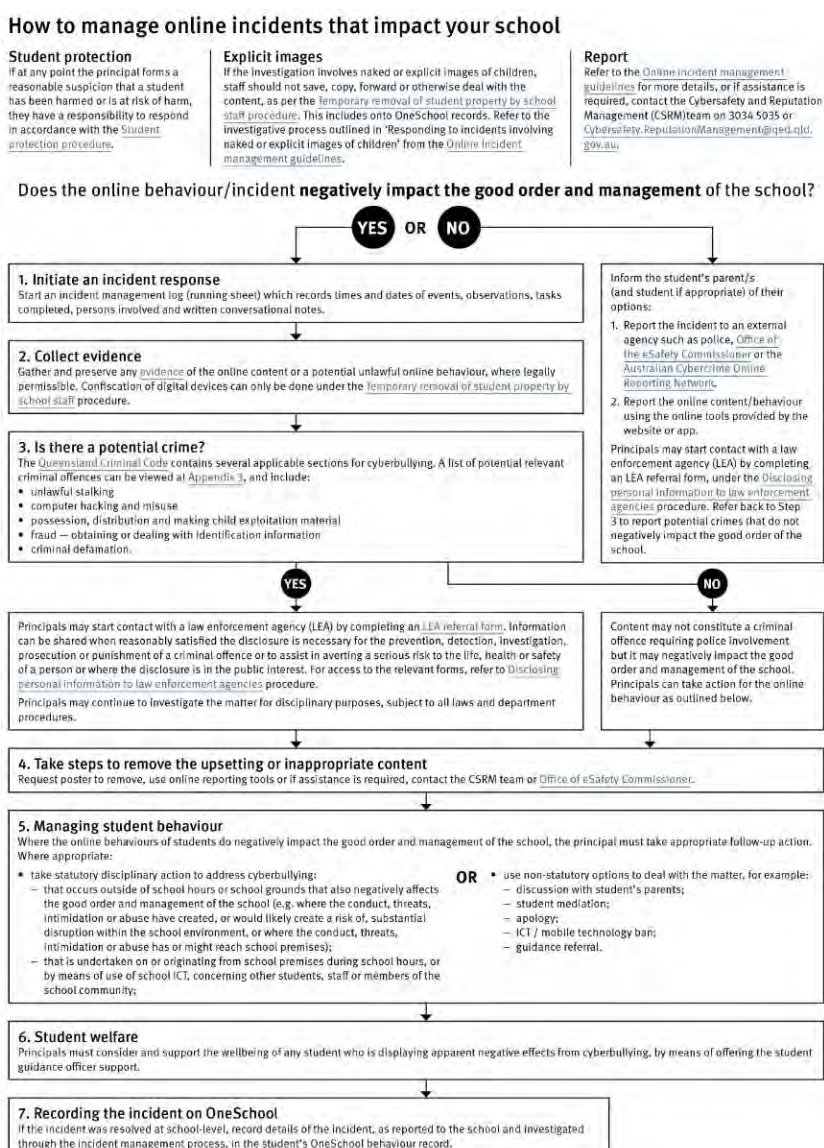 How to manage online incidents that impact your school
Student protection
If at any point the principal forms a
reasonable suspicion that a student
has been harmed or is at risk of harm,
they have a responsibility to respond
in accordance with the Student
protection procedure.
Explicit images
If the investigation involves naked or explicit images of children,
staff should not save, copy, forward or otherwise deal with the
content, as per the Temporary removal of student property by school
staff procedure. This includes onto OneSchool records. Refer to the
investigative process outlined in 'Responding to incidents involving
naked or explicit images of children' from the Online Incident
management guidelines.
Report
Refer to the Online incident management
guidelines for more details, or if assistance is
required, contact the Cybersafety and Reputation
Management (CSRM)team on 3034 5035 or
Cybersafety.ReputationManagement@qed.qld.
gov.au.
Does the online behaviour/incident negatively impact the good order and management of the school?
YES OR NO
1. Initiate an incident response
Start an incident management log (running sheet) which records times and dates of events, observations, tasks
completed, persons involved and written conversational notes.
2. Collect evidence
Gather and preserve any evidence of the online content or a potential unlawful online behaviour, where legally
permissible. Confiscation of digital devices can only be done under the Temporary removal of student property by
school staff procedure.
3. Is there a potential crime?
The Queensland Criminal Code contains several applicable sections for cyberbullying. A list of potential relevant
criminal offences can be viewed at Appendix 3, and include:
• unlawful stalking
• computer hacking and misuse
• possession, distribution and making child exploitation material
• fraud — obtaining or dealing with identification information
• criminal defamation.
Inform the student's parent/s
(and student if appropriate) of their
options:
1. Report the incident to an external
agency such as police, Office of
the eSafety Commissioner or the
Australian Cybercrime Online
Reporting Network.
2. Report the online content/behaviour
using the online tools provided by the
website or app.
Principals may start contact with a law
enforcement agency (LEA) by completing
an LEA referral form, under the Disclosing
personal information to law enforcement
agencies procedure. Refer back to Step
3 to report potential crimes that do not
negatively impact the good order of the
school.
YES
NO
Principals may start contact with a law enforcement agency (LEA) by completing an LEA referral form. Information
can be shared when reasonably satisfied the disclosure is necessary for the prevention, detection, investigation,
prosecution or punishment of a criminal offence or to assist in averting a serious risk to the life, health or safety
of a person or where the disclosure is in the public interest. For access to the relevant forms, refer to Disclosing
personal information to law enforcement agencies procedure.
Principals may continue to investigate the matter for disciplinary purposes, subject to all laws and department
procedures.
Content may not constitute a criminal
offence requiring police involvement
but it may negatively impact the good
order and management of the school.
Principals can take action for the online
behaviour as outlined below.
4. Take steps to remove the upsetting or inappropriate content
Request poster to remove, use online reporting tools or if assistance is required, contact the CSRM team or Office of eSafety Commissioner.
5. Managing student behaviour
Where the online behaviours of students do negatively impact the good order and management of the school, the principal must take appropriate follow-up action.
Where appropriate:
• take statutory disciplinary action to address cyberbullying:
– that occurs outside of school hours or school grounds that also negatively affects
the good order and management of the school (e.g. where the conduct, threats,
intimidation or abuse have created, or would likely create a risk of, substantial
disruption within the school environment, or where the conduct, threats,
intimidation or abuse has or might reach school premises);
– that is undertaken on or originating from school premises during school hours, or
by means of use of school ICT, concerning other students, staff or members of the
school community;
OR
• use non-statutory options to deal with the matter, for example:
– discussion with student's parents;
– student mediation;
– apology;
– ICT / mobile technology ban;
– guidance referral.
6. Student welfare
Principals must consider and support the wellbeing of any student who is displaying apparent negative effects from cyberbullying, by means of offering the student
guidance officer support.
7. Recording the incident on OneSchool
If the incident was resolved at school-level, record details of the incident, as reported to the school and investigated
through the incident management process, in the student's OneSchool behaviour record.